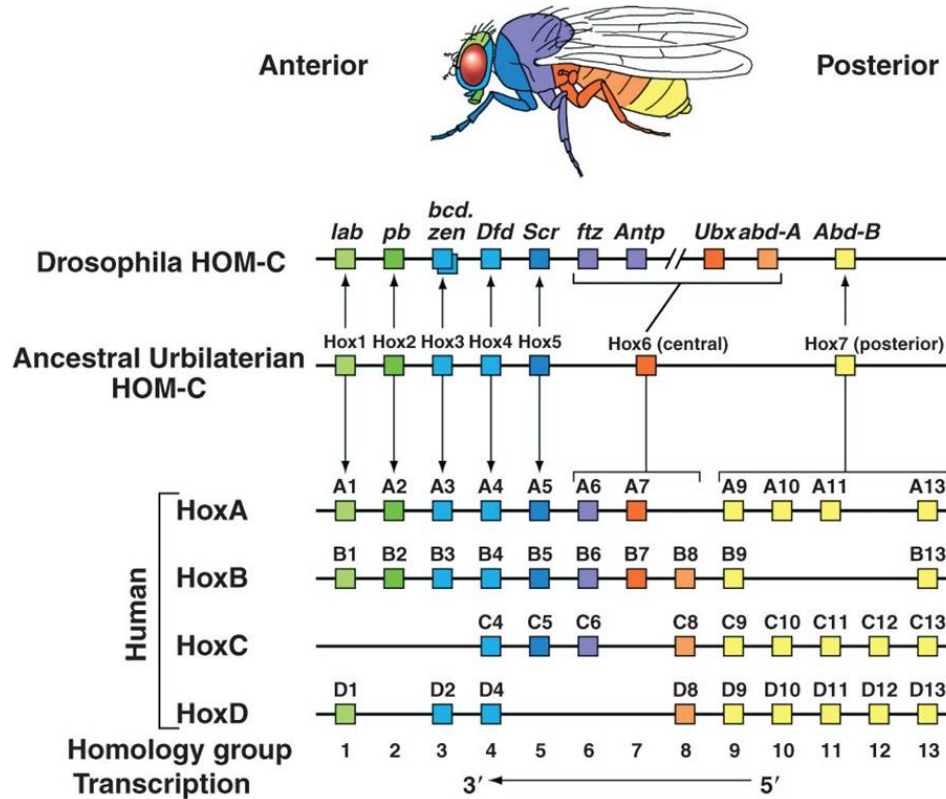 Anterior Posterior
lab pb bcd. zen Dfd Scr ftz Antp Ubx abd-A Abd-B
Drosophila HOM-C
Hox1 Hox2 Hox3 Hox4 Hox5 Hox6 (central) Hox7 (posterior)
Ancestral Urbilaterian
HOM-C
A1 A2 A3 A4 A5 A6 A7 A9 A10 A11 A13
HoxA
B1 B2 B3 B4 B5 B6 B7 B8 B9 B13
HoxB
Human
C4 C5 C6 C8 C9 C10 C11 C12 C13
HoxC
D1 D2 D4 D8 D9 D10 D11 D12 D13
HoxD
Homology group 1 2 3 4 5 6 7 8 9 10 11 12 13
Transcription 3′ 5′